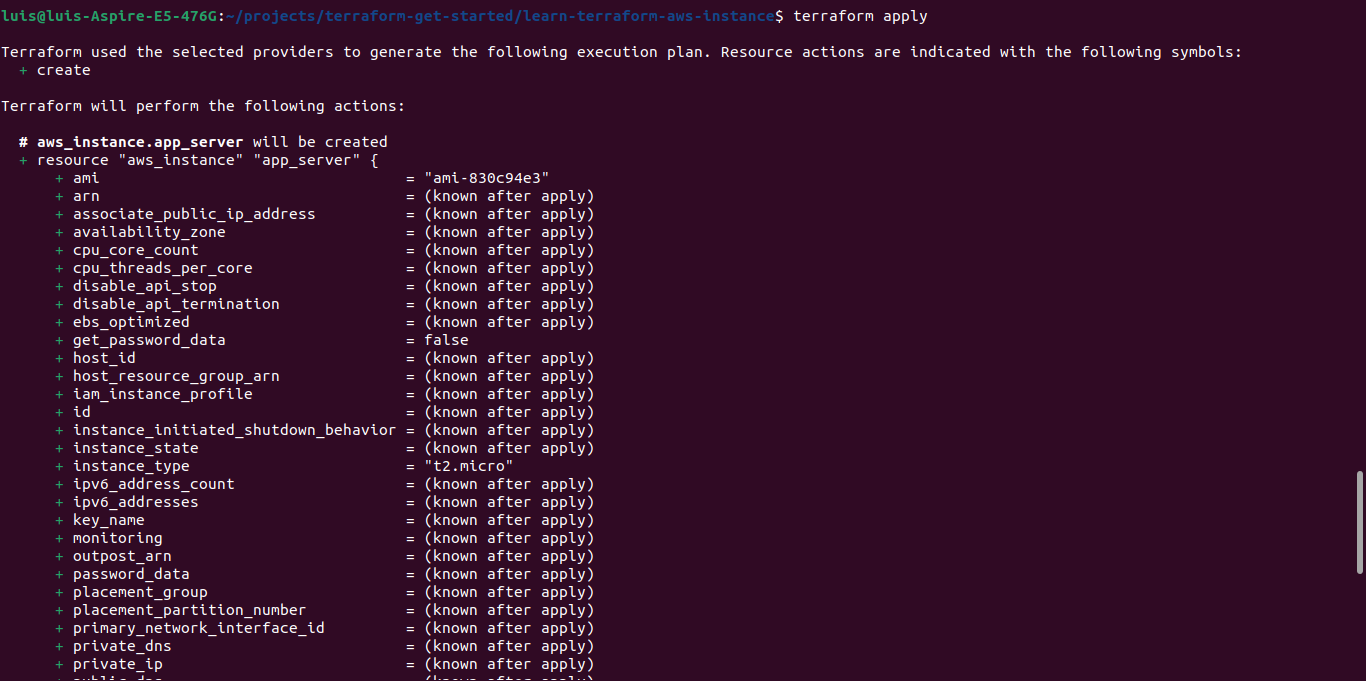 luis@luis-Aspire-E5-476G:~/projects/terraform-get-started/learn-terraform-aws-instance$ terraform apply
Terraform used the selected providers to generate the following execution plan. Resource actions are indicated with the following symbols:
  + create
Terraform will perform the following actions:
  # aws_instance.app_server will be created
  + resource "aws_instance" "app_server" {
      + ami                                  = "ami-830c94e3"
      + arn                                  = (known after apply)
      + associate_public_ip_address          = (known after apply)
      + availability_zone                    = (known after apply)
      + cpu_core_count                       = (known after apply)
      + cpu_threads_per_core                 = (known after apply)
      + disable_api_stop                     = (known after apply)
      + disable_api_termination              = (known after apply)
      + ebs_optimized                        = (known after apply)
      + get_password_data                    = false
      + host_id                              = (known after apply)
      + host_resource_group_arn              = (known after apply)
      + iam_instance_profile                 = (known after apply)
      + id                                   = (known after apply)
      + instance_initiated_shutdown_behavior = (known after apply)
      + instance_state                       = (known after apply)
      + instance_type                        = "t2.micro"
      + ipv6_address_count                   = (known after apply)
      + ipv6_addresses                       = (known after apply)
      + key_name                             = (known after apply)
      + monitoring                           = (known after apply)
      + outpost_arn                          = (known after apply)
      + password_data                        = (known after apply)
      + placement_group                      = (known after apply)
      + placement_partition_number           = (known after apply)
      + primary_network_interface_id         = (known after apply)
      + private_dns                          = (known after apply)
      + private_ip                           = (known after apply)